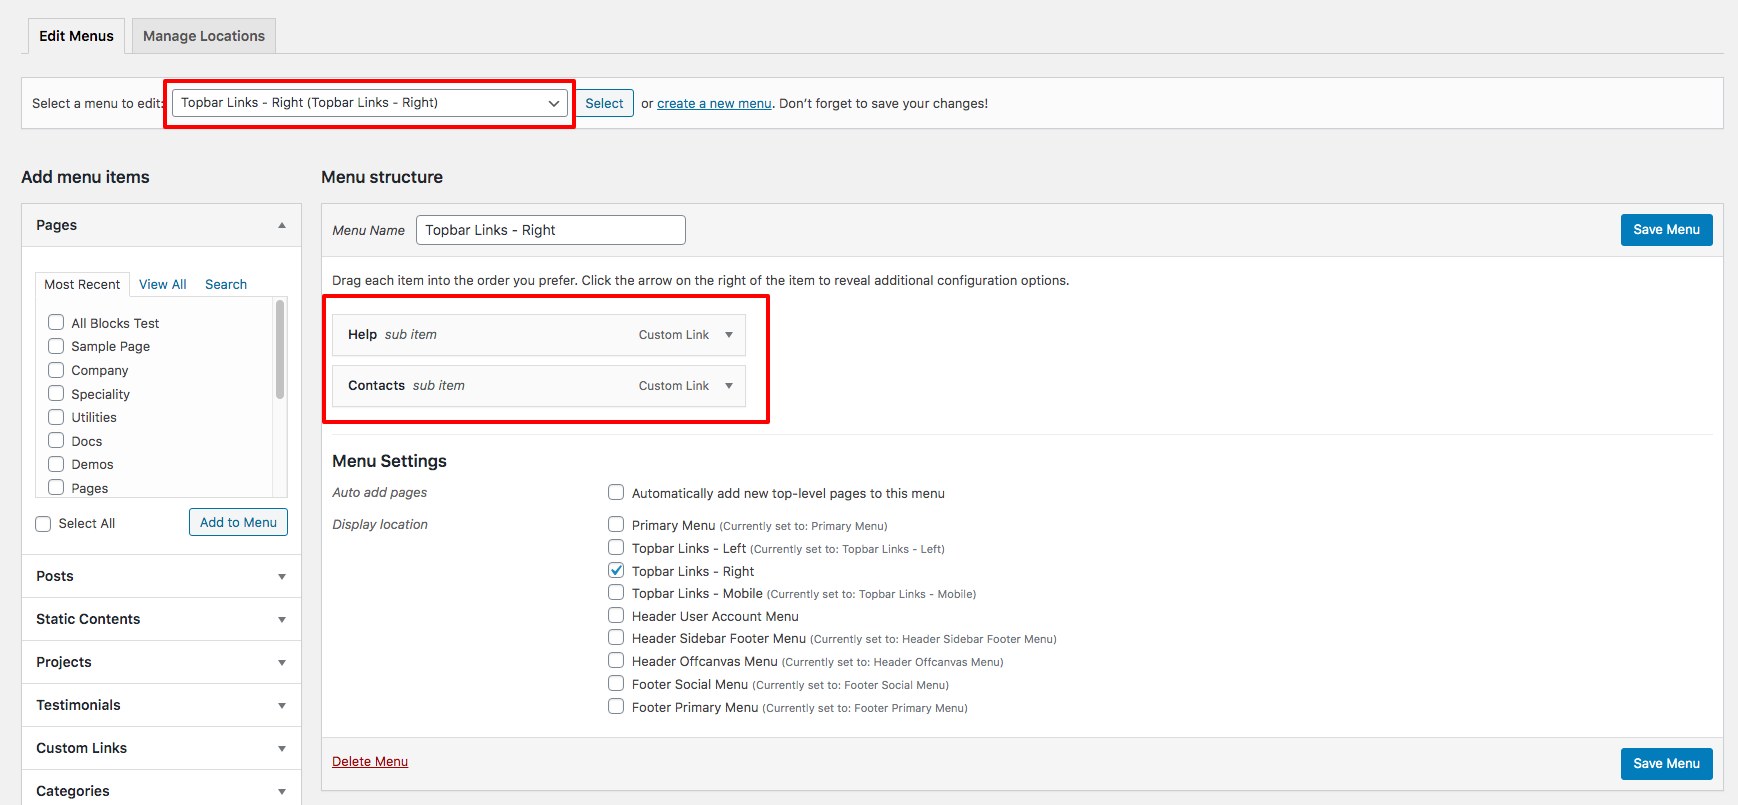 Edit Menus
Manage Locations
Select a menu to edit: Topbar Links - Right (Topbar Links - Right) Select or create a new menu. Don't forget to save your changes!
Add menu items
Menu structure
Pages
Menu Name Topbar Links - Right Save Menu
Most Recent View All Search
All Blocks Test
Sample Page
Company
Speciality
Utilities
Docs
Demos
Pages
Select All Add to Menu
Posts
Static Contents
Projects
Testimonials
Custom Links
Categories
Drag each item into the order you prefer. Click the arrow on the right of the item to reveal additional configuration options.
Help sub item Custom Link
Contacts sub item Custom Link
Menu Settings
Auto add pages Automatically add new top-level pages to this menu
Display location Primary Menu (Currently set to: Primary Menu)
Topbar Links - Left (Currently set to: Topbar Links - Left)
Topbar Links - Right
Topbar Links - Mobile (Currently set to: Topbar Links - Mobile)
Header User Account Menu
Header Sidebar Footer Menu (Currently set to: Header Sidebar Footer Menu)
Header Offcanvas Menu (Currently set to: Header Offcanvas Menu)
Footer Social Menu (Currently set to: Footer Social Menu)
Footer Primary Menu (Currently set to: Footer Primary Menu)
Delete Menu Save Menu